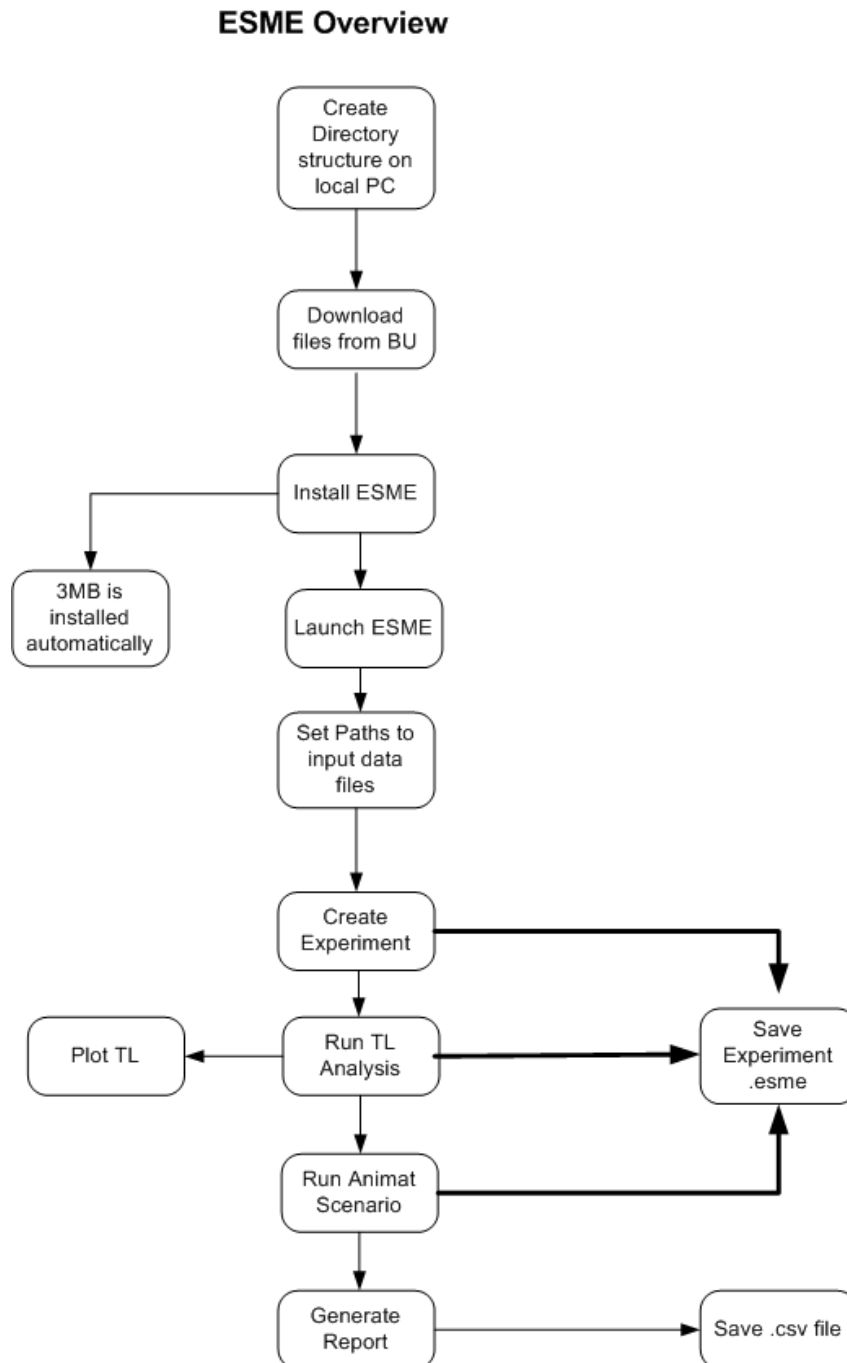 ESME Overview
Create
Directory
structure on
local PC
Download
files from BU
Install ESME
3MB is
installed
automatically
Launch ESME
Set Paths to
input data
files
Create
Experiment
Plot TL
Run TL
Analysis
Save
Experiment
.esme
Run Animat
Scenario
Generate
Report
Save .csv file